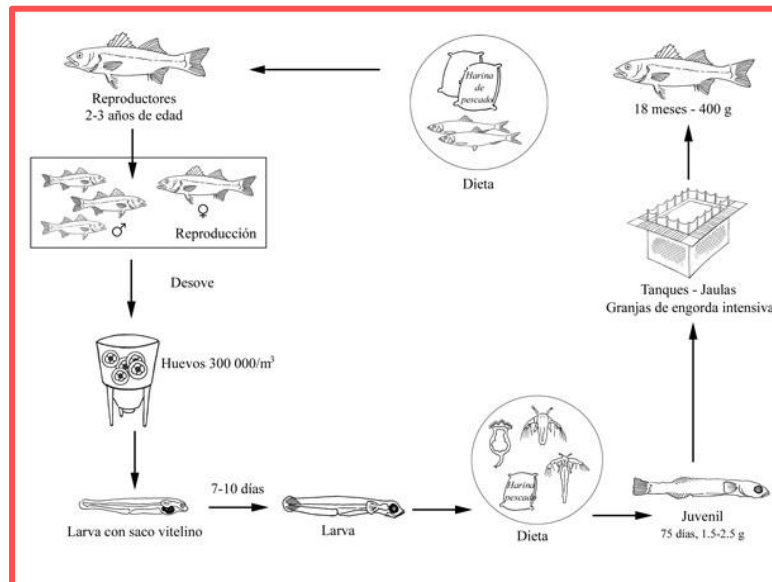 Harina
de
pescado
Dieta
Reproductores
2-3 años de edad
♂
♀
Reproducción
Desove
Huevos 300 000/m³
Larva con saco vitelino
7-10 días
Larva
Harina
pescado
Dieta
Juvenil
75 días, 1.5-2.5 g
Tanques - Jaulas
Granjas de engorda intensiva
18 meses - 400 g